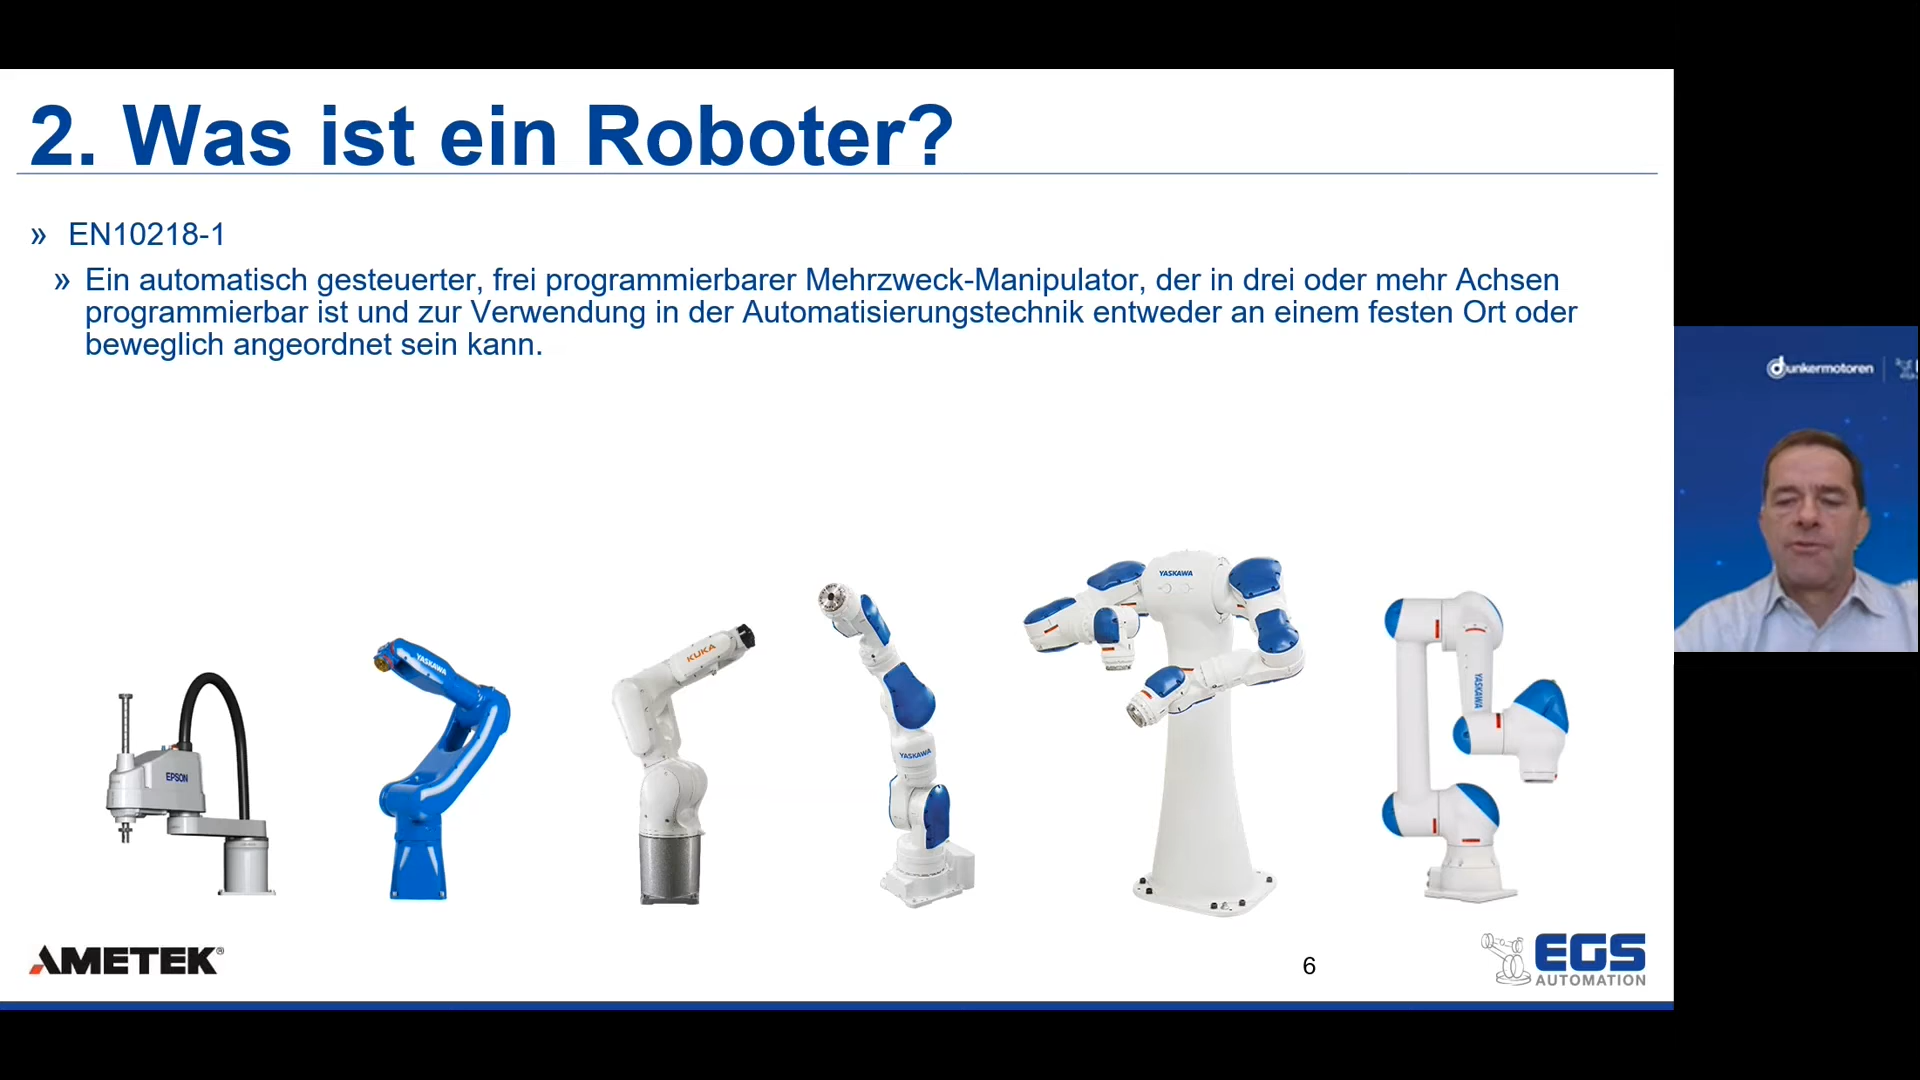 2. Was ist ein Roboter?
» EN10218-1
» Ein automatisch gesteuerter, frei programmierbarer Mehrzweck-Manipulator, der in drei oder mehr Achsen
programmierbar ist und zur Verwendung in der Automatisierungstechnik entweder an einem festen Ort oder
beweglich angeordnet sein kann.
dunkermotoren
YASKAWA
YASKAWA
KUKA
YASKAWA
YASKAWA
EPSON
AMETEK®
6
EGS
AUTOMATION